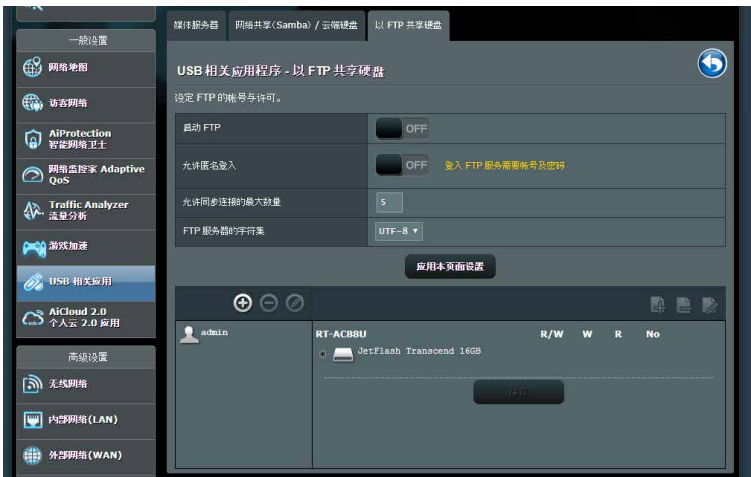 媒体服务器
网络共享(Samba) / 云端硬盘
以 FTP 共享硬盘
一般设置
网络地图
访客网络
AiProtection
智能网络卫士
网络监控家 Adaptive
QoS
Traffic Analyzer
流量分析
游戏加速
USB 相关应用
AiCloud 2.0
个人云 2.0 应用
高级设置
无线网络
内部网络(LAN)
外部网络(WAN)
USB 相关应用程序 - 以 FTP 共享硬盘
设定 FTP 的帐号与许可。
启动 FTP
OFF
允许匿名登入
OFF
登入 FTP 服务需要帐号及密码
允许同步连接的最大数量
5
FTP 服务器的字符集
UTF-8
应用本页面设置
admin
RT-AC88U
R/W
W
R
No
JetFlash Transcend 16GB
保存